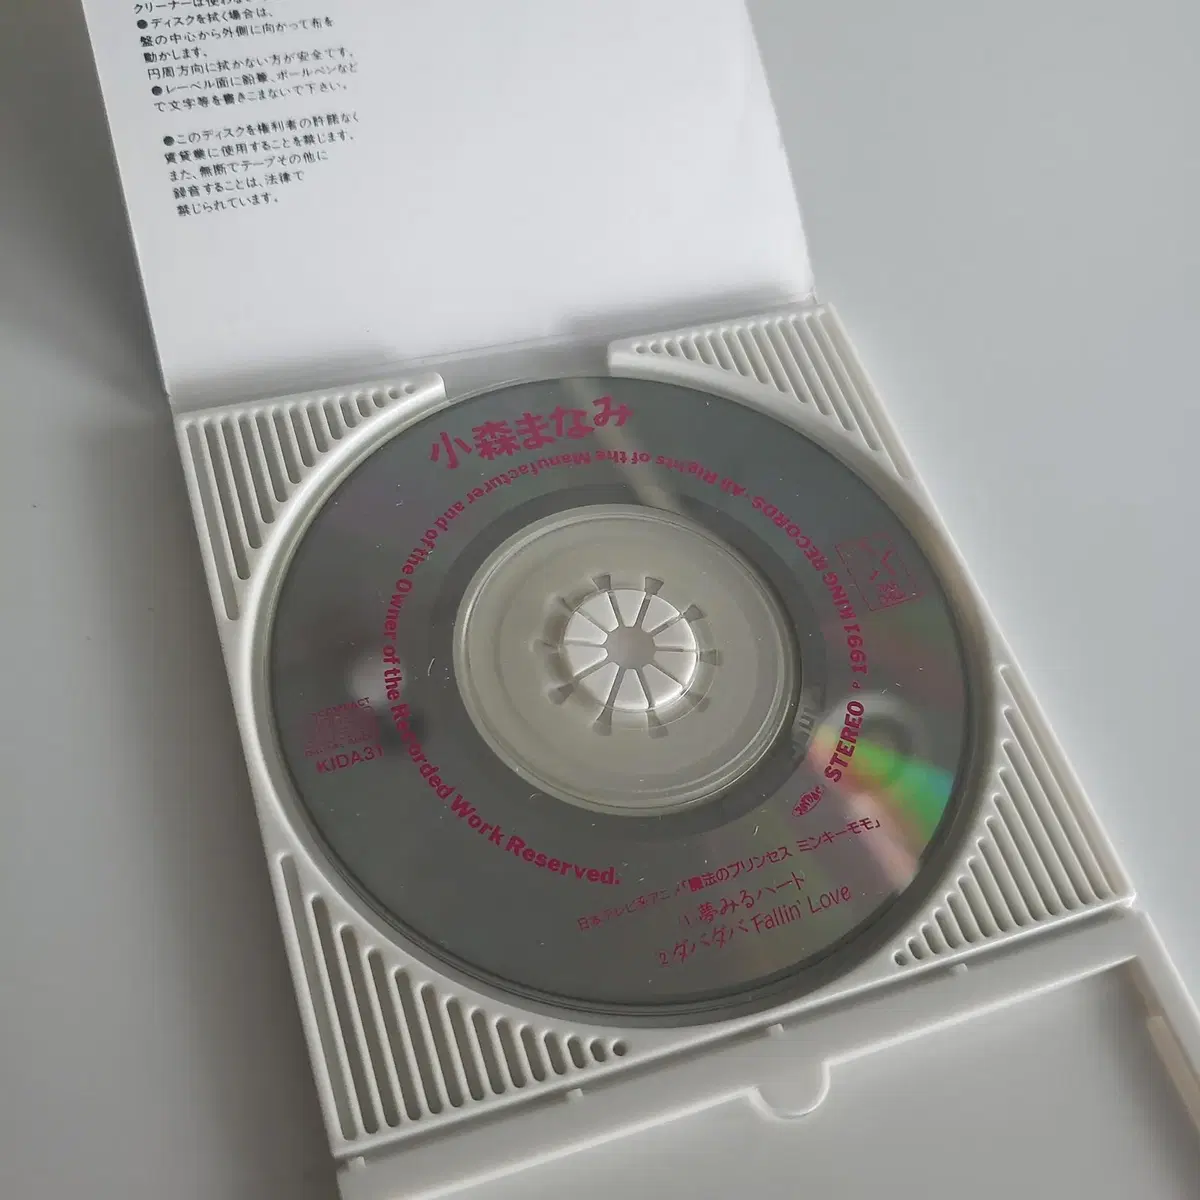 クリーナーは使わない
●ディスクを拭く場合は、
盤の中心から外側に向かって布を
動かします。
円周方向に拭かない方が安全です。
●レーベル面に鉛筆、ボールペンなど
で文字等を書きこまないで下さい。
●このディスクを権利者の許諾なく
賃貸業に使用することを禁じます。
また、無断でテープその他に
録音することは、法律で
禁じられています。
小森まなみ
℗ 1991 KING RECORDS · All Rights of the Manufacturer and of the Owner of the Recorded Work Reserved.
STEREO
COMPACT
DIGITAL AUDIO
KIDA31
日本テレビ系アニメ「魔法のプリンセス ミンキーモモ」
1. 夢みるハート
2. ダバダバ Fallin' Love